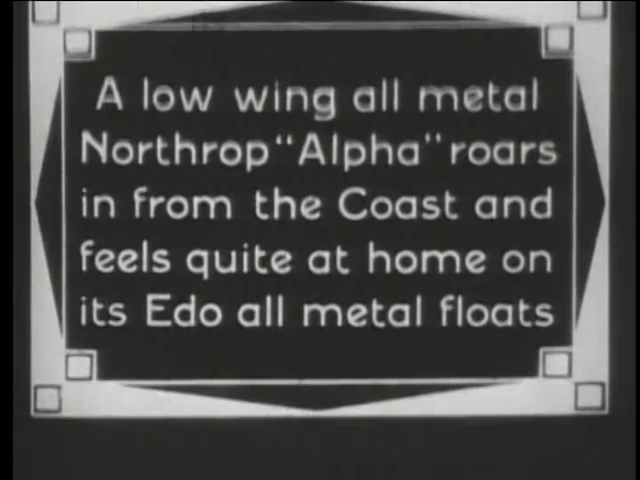 A low wing all metal
Northrop "Alpha" roars
in from the Coast and
feels quite at home on
its Edo all metal floats